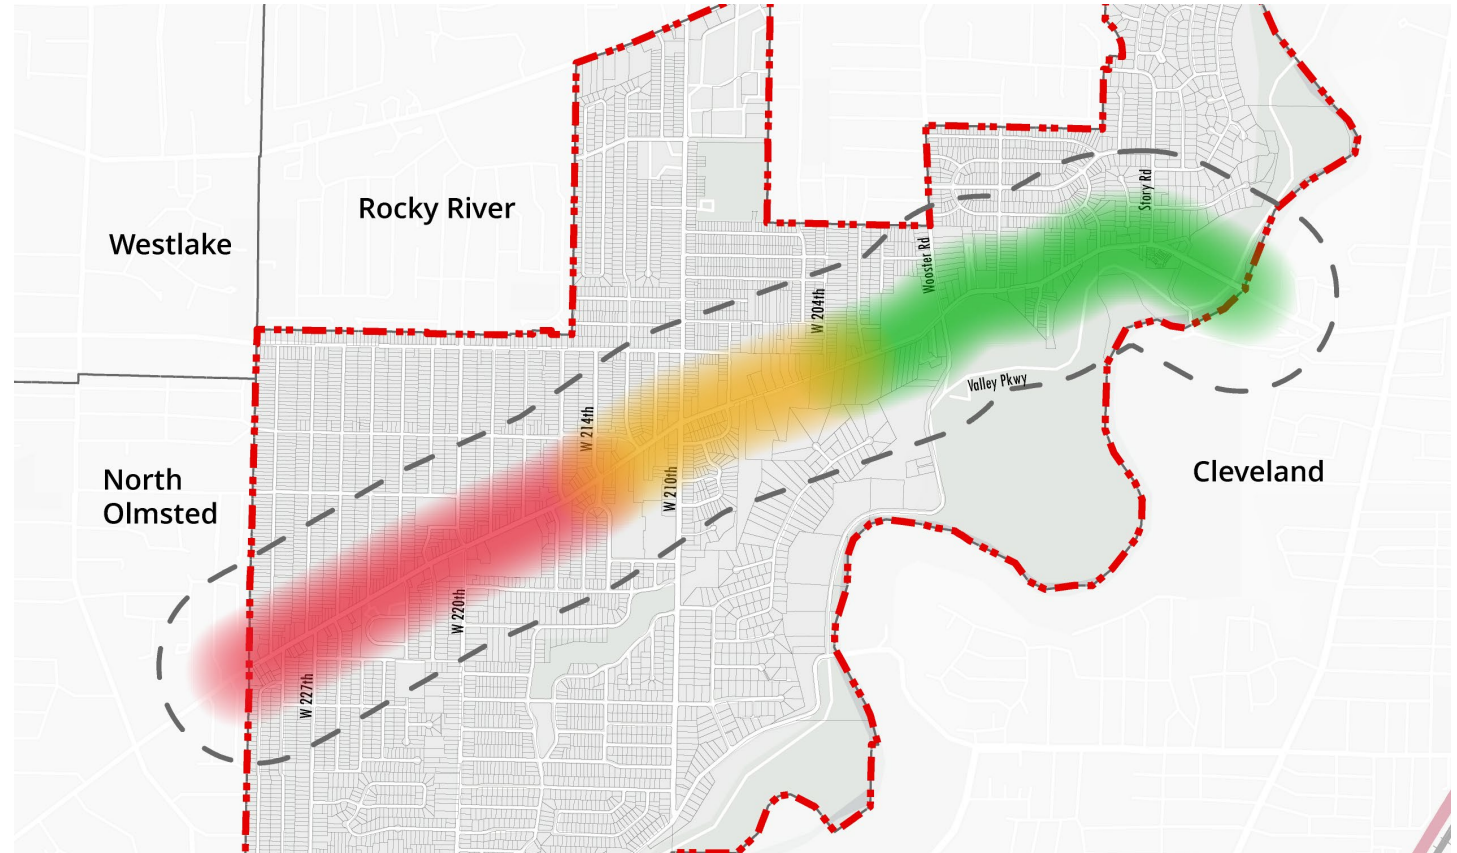 Story Rd
Rocky River
Westlake
Wooster Rd
W 204th
Valley Pkwy
W 214th
W 210th
Cleveland
North
Olmsted
W 220th
W 227th